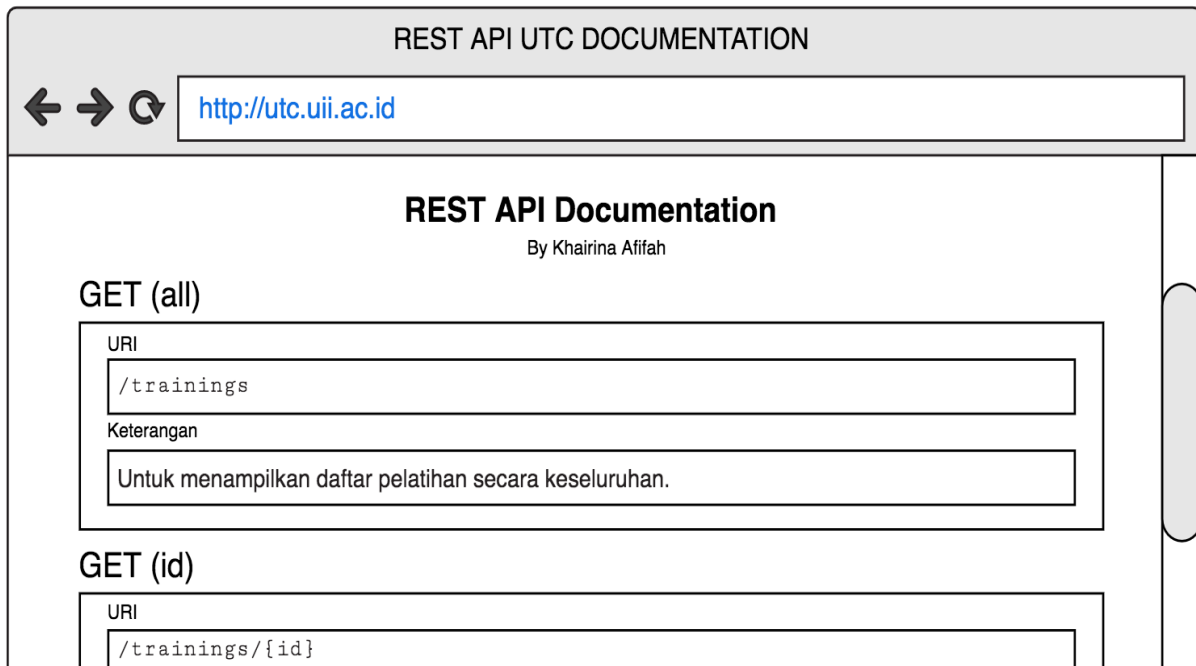 REST API UTC DOCUMENTATION
http://utc.uii.ac.id
REST API Documentation
By Khairina Afifah
GET (all)
URI
/trainings
Keterangan
Untuk menampilkan daftar pelatihan secara keseluruhan.
GET (id)
URI
/trainings/{id}